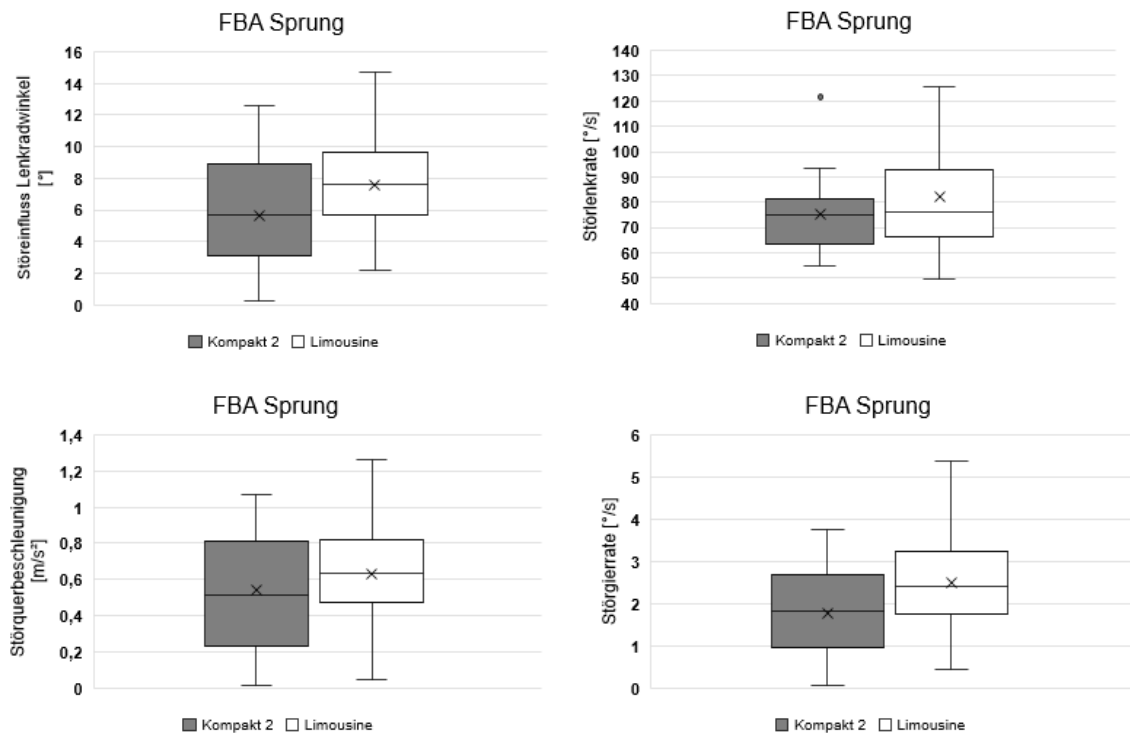 FBA Sprung
Störeinfluss Lenkradwinkel
[°]
16
14
12
10
8
6
4
2
0
Kompakt 2 Limousine
FBA Sprung
Störlenkrate [°/s]
140
130
120
110
100
90
80
70
60
50
40
Kompakt 2 Limousine
FBA Sprung
Störquerbeschleunigung
[m/s²]
1,4
1,2
1
0,8
0,6
0,4
0,2
0
Kompakt 2 Limousine
FBA Sprung
Störgierrate [°/s]
6
5
4
3
2
1
0
Kompakt 2 Limousine